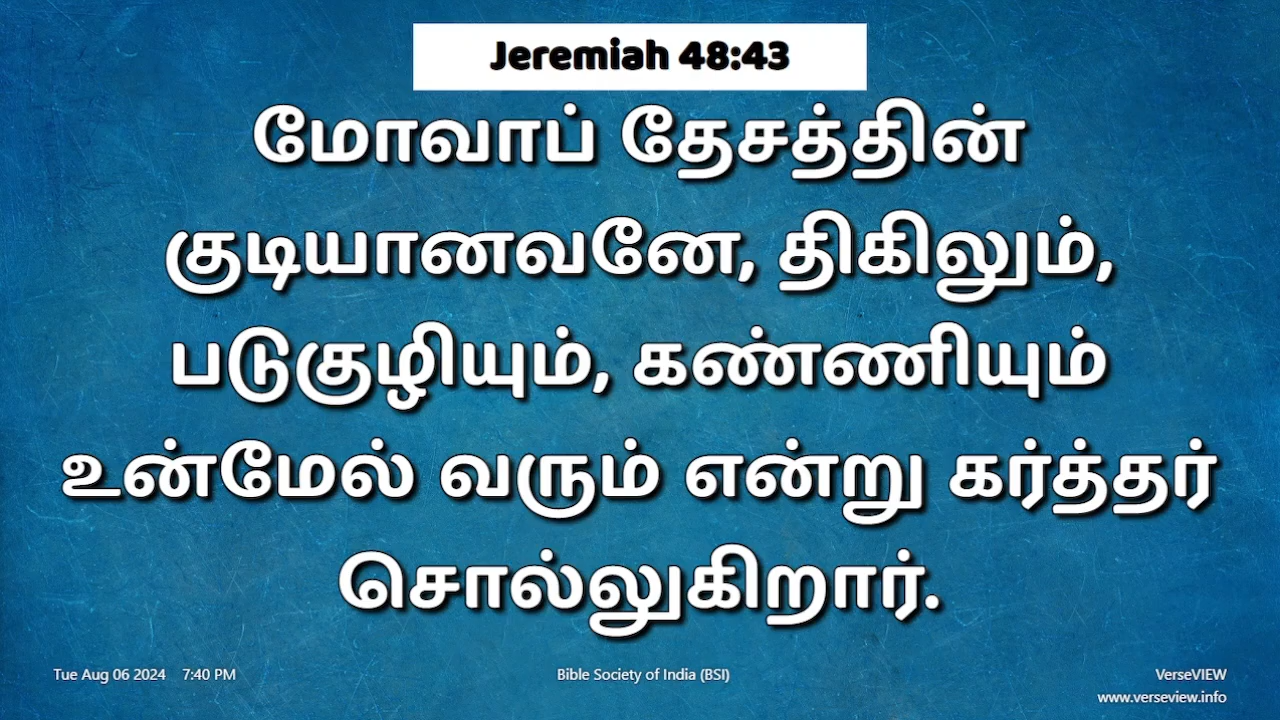 Jeremiah 48:43
மோவாப் தேசத்தின்
குடியானவனே, திகிலும்,
படுகுழியும், கண்ணியும்
உன்மேல் வரும் என்று கர்த்தர்
சொல்லுகிறார்.
Tue Aug 06 2024 7:40 PM
Bible Society of India (BSI)
VerseVIEW
www.verseview.info